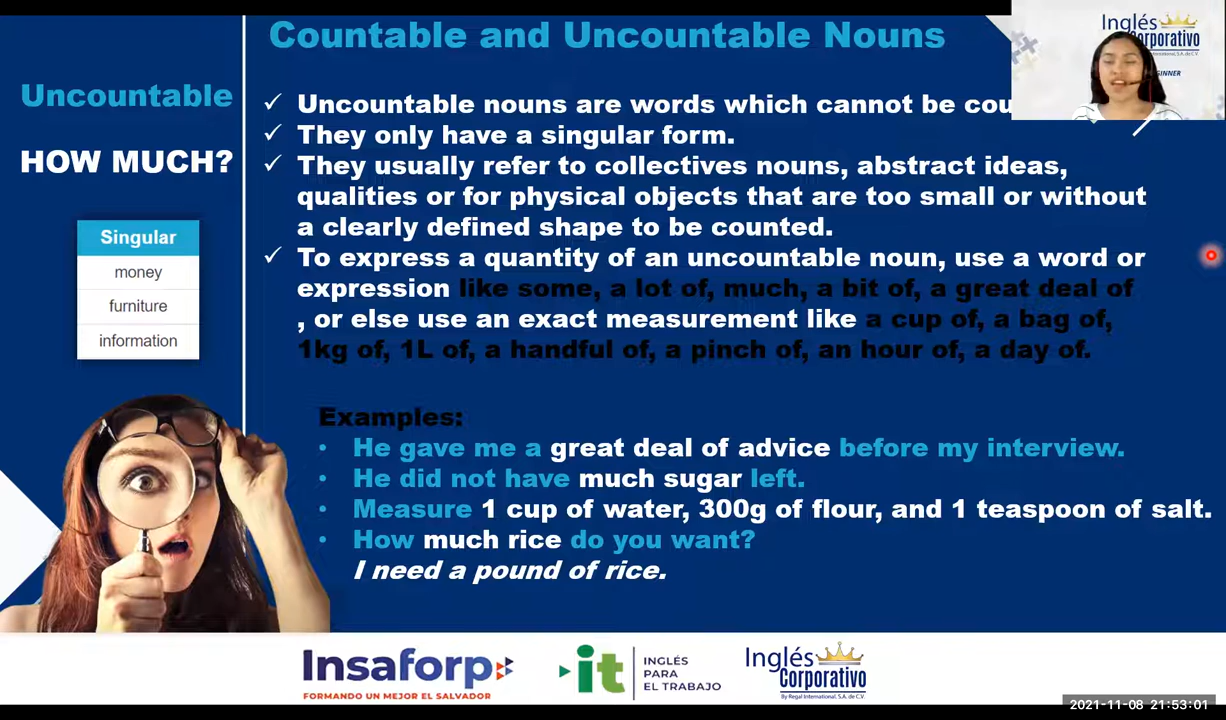 Countable and Uncountable Nouns
Uncountable
HOW MUCH?
Singular
money
furniture
information
✓ Uncountable nouns are words which cannot be
✓ They only have a singular form.
✓ They usually refer to collectives nouns, abstract ideas,
qualities or for physical objects that are too small or without
a clearly defined shape to be counted.
✓ To express a quantity of an uncountable noun, use a word or
expression like some, a lot of, much, a bit of, a great deal of
, or else use an exact measurement like a cup of, a bag of,
1kg of, 1L of, a handful of, a pinch of, an hour of, a day of.
Examples:
• He gave me a great deal of advice before my interview.
• He did not have much sugar left.
• Measure 1 cup of water, 300g of flour, and 1 teaspoon of salt.
• How much rice do you want?
I need a pound of rice.
Inglés
Corporativo
Insaforp
FORMANDO UN MEJOR EL SALVADOR
it
INGLÉS
PARA
EL TRABAJO
Inglés
Corporativo
By Regal International, S.A. de C.V.
2021-11-08 21:53:01